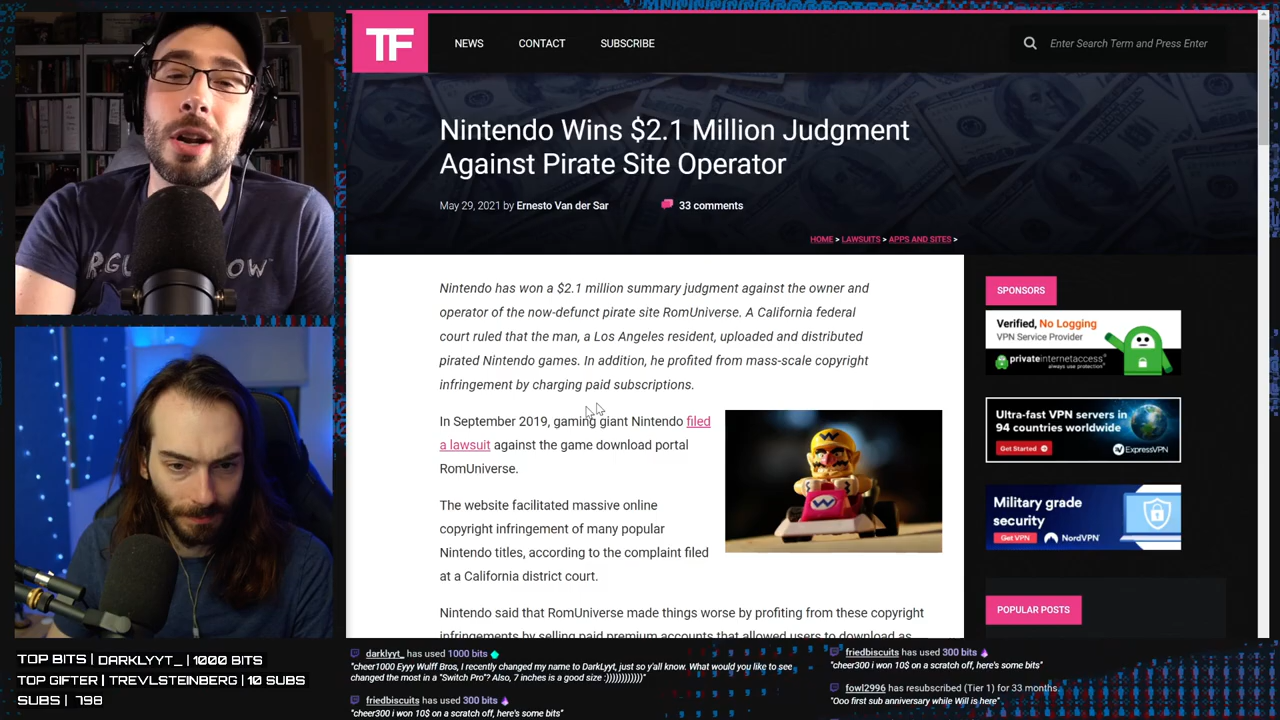 TF
NEWS
CONTACT
SUBSCRIBE
Enter Search Term and Press Enter
Nintendo Wins $2.1 Million Judgment
Against Pirate Site Operator
May 29, 2021 by Ernesto Van der Sar
33 comments
HOME > LAWSUITS > APPS AND SITES >
Nintendo has won a $2.1 million summary judgment against the owner and
operator of the now-defunct pirate site RomUniverse. A California federal
court ruled that the man, a Los Angeles resident, uploaded and distributed
pirated Nintendo games. In addition, he profited from mass-scale copyright
infringement by charging paid subscriptions.
In September 2019, gaming giant Nintendo filed
a lawsuit against the game download portal
RomUniverse.
The website facilitated massive online
copyright infringement of many popular
Nintendo titles, according to the complaint filed
at a California district court.
Nintendo said that RomUniverse made things worse by profiting from these copyright
infringements by selling paid premium accounts that allowed users to download as
SPONSORS
Verified, No Logging
VPN Service Provider
privateinternetaccess
always use protection
Ultra-fast VPN servers in
94 countries worldwide
Get Started
ExpressVPN
Military grade
security
Get VPN
NordVPN
POPULAR POSTS
TOP BITS | DARKLYYT_ | 1000 BITS
TOP GIFTER | TREVLSTEINBERG | 10 SUBS
SUBS | 798
darklyyt_ has used 1000 bits
"cheer1000 Eyyy Wulff Bros, I recently changed my name to DarkLyyt, just so y'all know. What would you like to see
changed the most in a "Switch Pro"? Also, 7 inches is a good size :))))))))))))"
friedbiscuits has used 300 bits
"cheer300 i won 10$ on a scratch off, here's some bits"
friedbiscuits has used 300 bits
"cheer300 i won 10$ on a scratch off, here's some bits"
fowl2996 has resubscribed (Tier 1) for 33 months.
"Ooo first sub anniversary while Will is here"